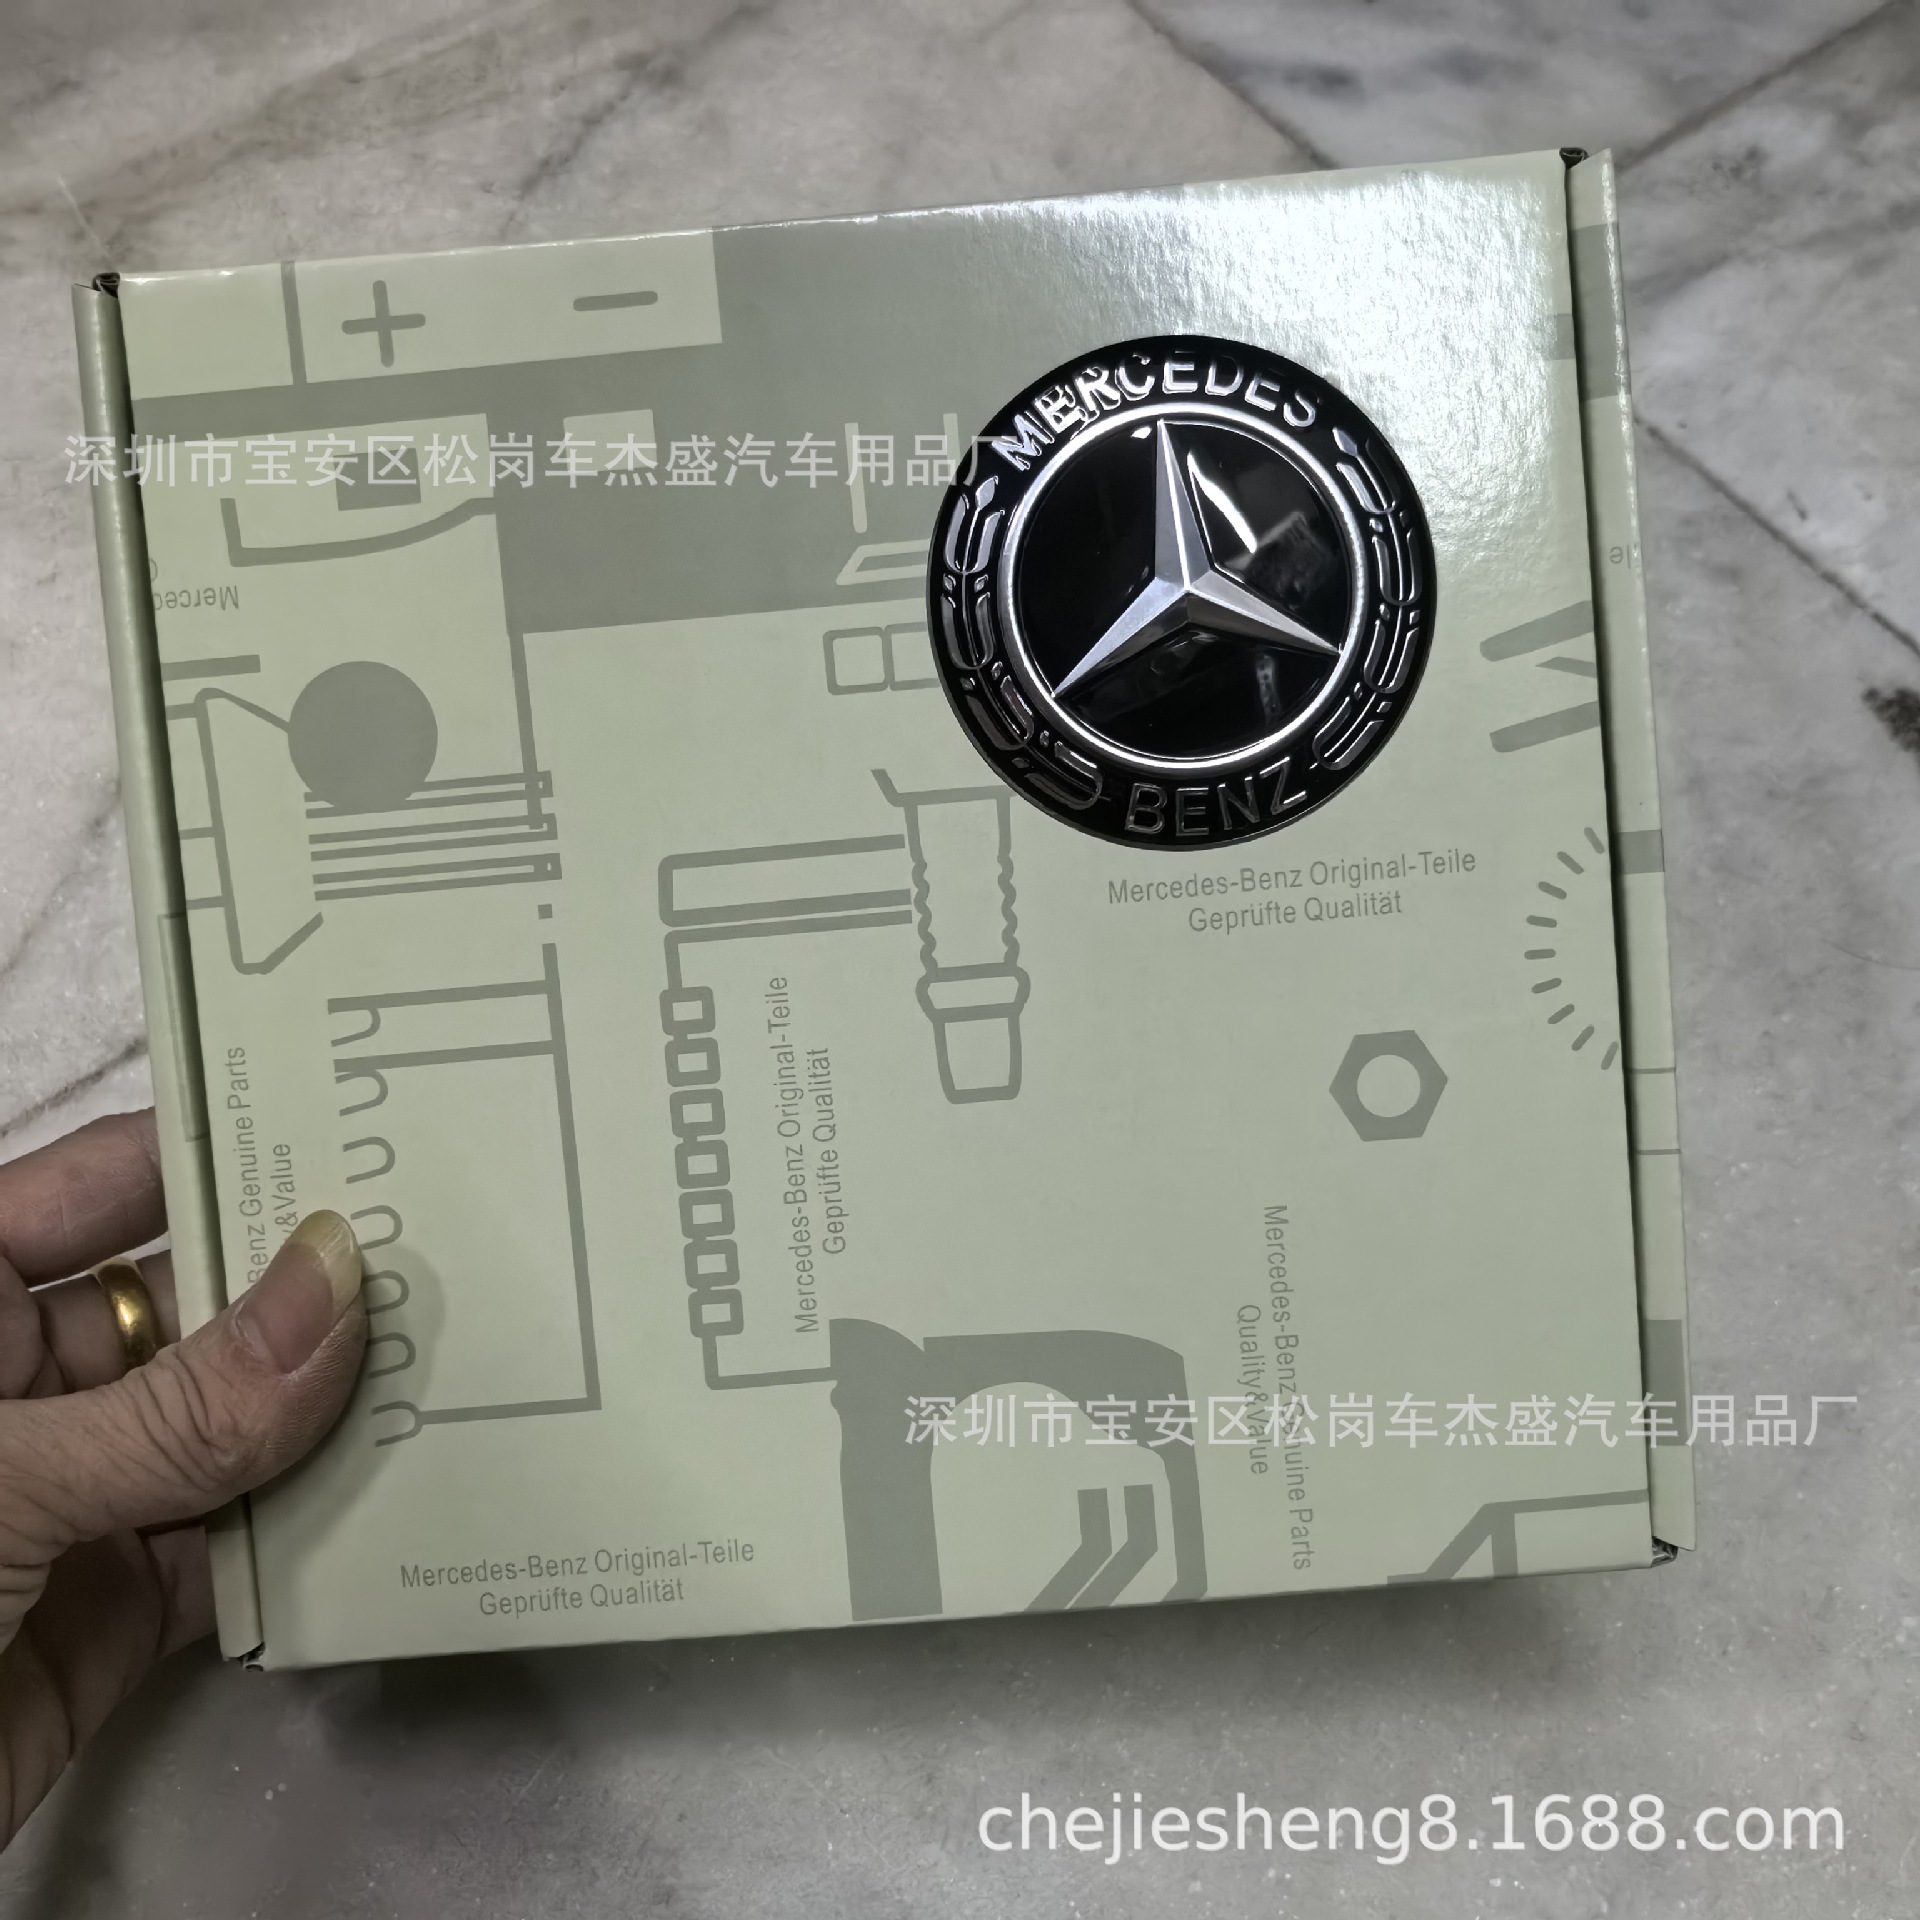 MERCEDES
深圳市宝安区松岗车杰盛汽车用品厂
BENZ
Mercedes-Benz Original-Teile
Geprüfte Qualität
Mercedes-Benz Original-Teile
Geprüfte Qualität
Benz Genuine Parts
&Value
Mercedes-Benz Genuine Parts
Quality&Value
深圳市宝安区松岗车杰盛汽车用品厂
Mercedes-Benz Original-Teile
Geprüfte Qualität
chejiesheng8.1688.com